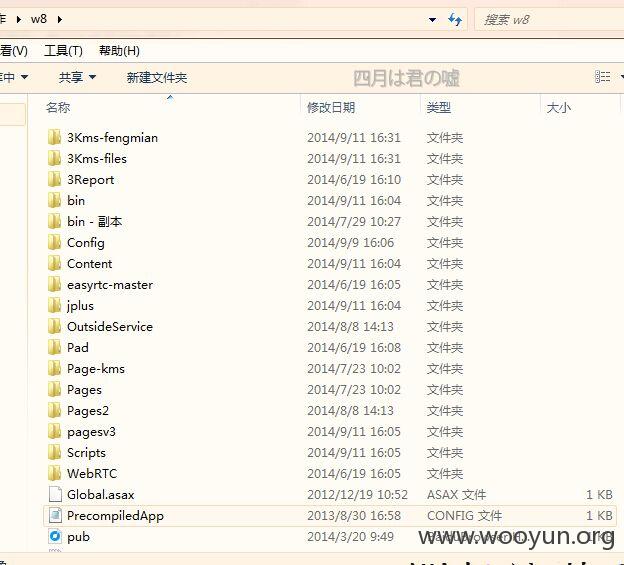 作 ▸ w8 ▸ 搜索 w8
看(V) 工具(T) 帮助(H)
库中 共享 新建文件夹 四月は君の嘘
名称 修改日期 类型 大小
3Kms-fengmian 2014/9/11 16:31 文件夹
3Kms-files 2014/9/11 16:31 文件夹
3Report 2014/6/19 16:10 文件夹
bin 2014/9/11 16:04 文件夹
bin - 副本 2014/7/29 10:27 文件夹
Config 2014/9/9 16:06 文件夹
Content 2014/9/11 16:04 文件夹
easyrtc-master 2014/6/19 16:05 文件夹
jplus 2014/9/11 16:04 文件夹
OutsideService 2014/8/8 14:13 文件夹
Pad 2014/6/19 16:08 文件夹
Page-kms 2014/7/23 10:02 文件夹
Pages 2014/7/23 10:02 文件夹
Pages2 2014/8/8 14:13 文件夹
pagesv3 2014/9/11 16:05 文件夹
Scripts 2014/9/11 16:05 文件夹
WebRTC 2014/6/19 16:05 文件夹
Global.asax 2012/12/19 10:52 ASAX 文件 1 KB
PrecompiledApp 2013/8/30 16:58 CONFIG 文件 1 KB
pub 2014/3/20 9:49 1 KB
www.wooyun.org